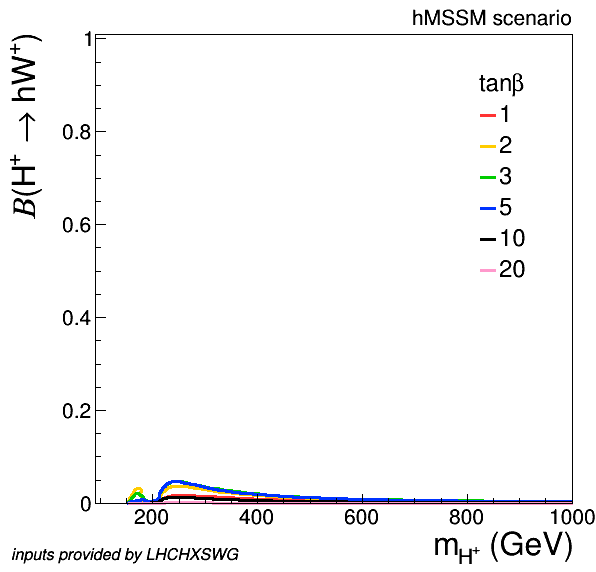 hMSSM scenario
B(H⁺ → hW⁺)
1
0.8
0.6
0.4
0.2
0
tanβ
1
2
3
5
10
20
200 400 600 800 1000
m_H⁺ (GeV)
inputs provided by LHCHXSWG